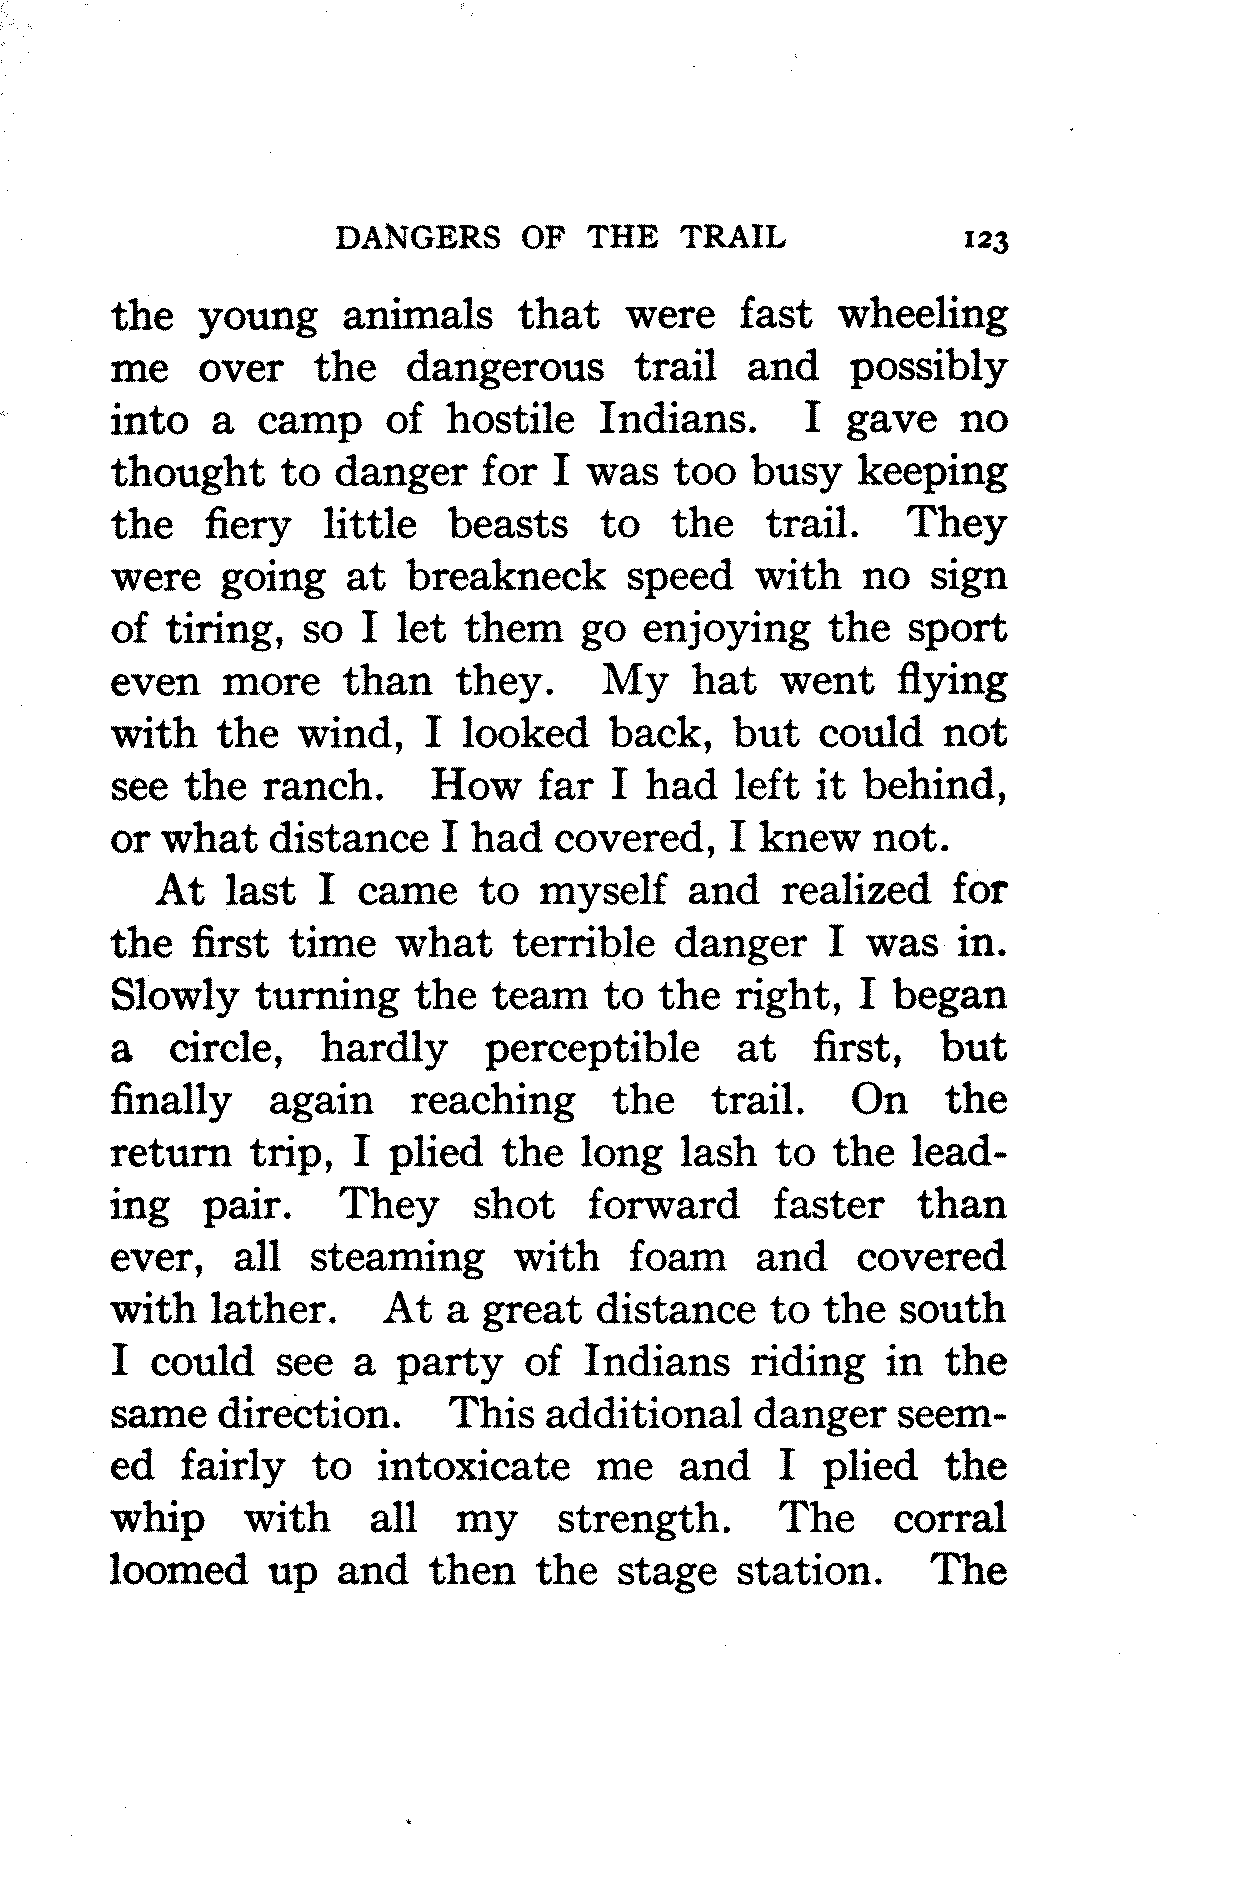 DANGERS OF THE TRAIL 123
the young animals that were fast wheeling
me over the dangerous trail and possibly
into a camp of hostile Indians. I gave no
thought to danger for I was too busy keeping
the fiery little beasts to the trail. They
were going at breakneck speed with no sign
of tiring, so I let them go enjoying the sport
even more than they. My hat went flying
with the wind, I looked back, but could not
see the ranch. How far I had left it behind,
or what distance I had covered, I knew not.
At last I came to myself and realized for
the first time what terrible danger I was in.
Slowly turning the team to the right, I began
a circle, hardly perceptible at first, but
finally again reaching the trail. On the
return trip, I plied the long lash to the lead-
ing pair. They shot forward faster than
ever, all steaming with foam and covered
with lather. At a great distance to the south
I could see a party of Indians riding in the
same direction. This additional danger seem-
ed fairly to intoxicate me and I plied the
whip with all my strength. The corral
loomed up and then the stage station. The